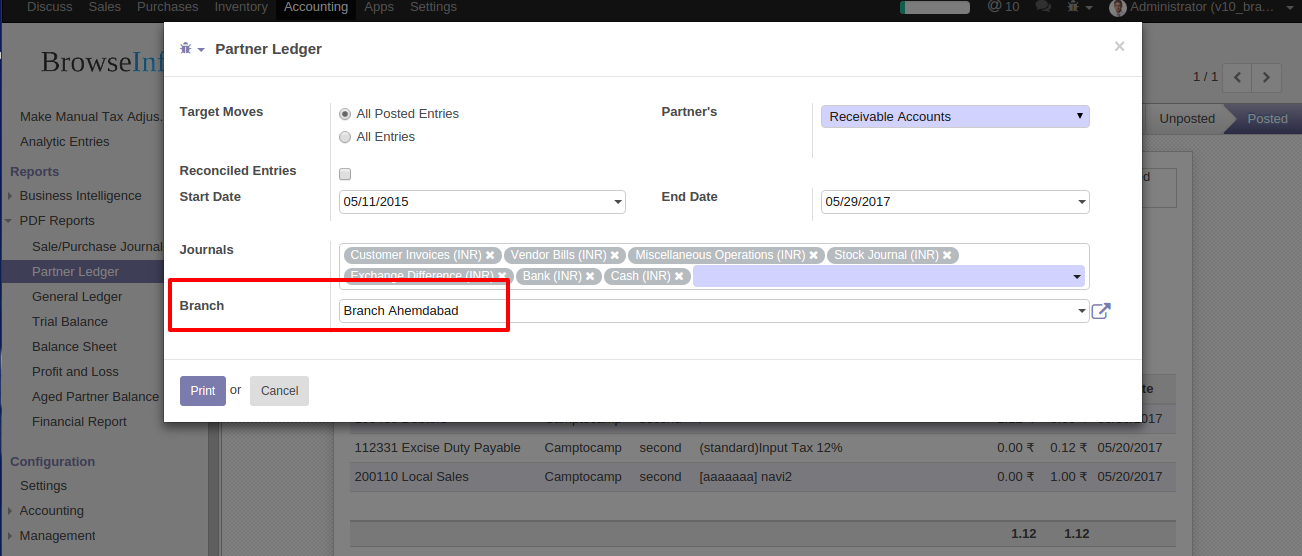 Discuss Sales Purchases Inventory Accounting Apps Settings @ 10 Administrator (v10_bra...
BrowseInf
Partner Ledger ×
1 / 1
Make Manual Tax Adjus...
Analytic Entries
Unposted Posted
Reports
Business Intelligence
PDF Reports
Sale/Purchase Journal
Partner Ledger
General Ledger
Trial Balance
Balance Sheet
Profit and Loss
Aged Partner Balance
Financial Report
Configuration
Settings
Accounting
Management
Target Moves All Posted Entries Partner's Receivable Accounts
All Entries
Reconciled Entries
Start Date 05/11/2015 End Date 05/29/2017
Journals Customer Invoices (INR) Vendor Bills (INR) Miscellaneous Operations (INR) Stock Journal (INR)
Exchange Difference (INR) Bank (INR) Cash (INR)
Branch Branch Ahemdabad
Print or Cancel
112331 Excise Duty Payable Camptocamp second (standard)Input Tax 12% 0.00 ₹ 0.12 ₹ 05/20/2017
200110 Local Sales Camptocamp second [aaaaaaa] navi2 0.00 ₹ 1.00 ₹ 05/20/2017
1.12 1.12